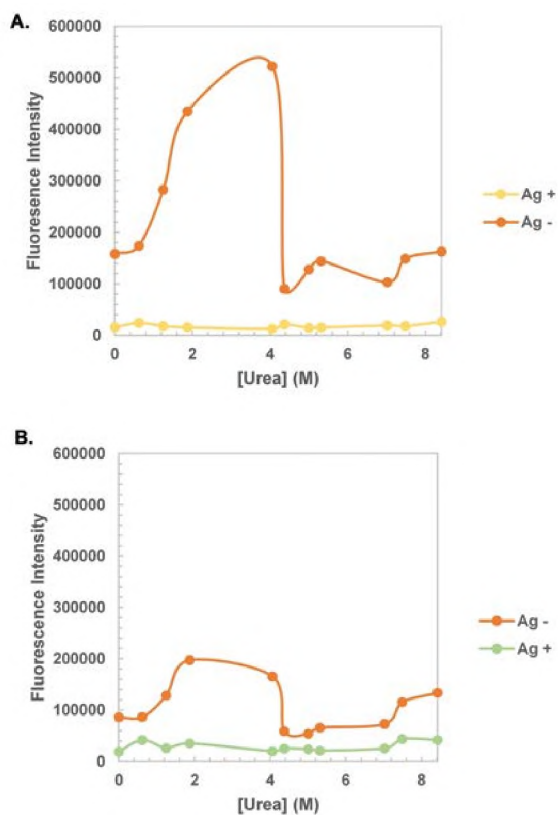 A.
600000
500000
400000
300000
200000
100000
0
Fluoresence Intensity
0 2 4 6 8
[Urea] (M)
Ag +
Ag -
B.
600000
500000
400000
300000
200000
100000
0
Fluorescence Intensity
0 2 4 6 8
[Urea] (M)
Ag -
Ag +